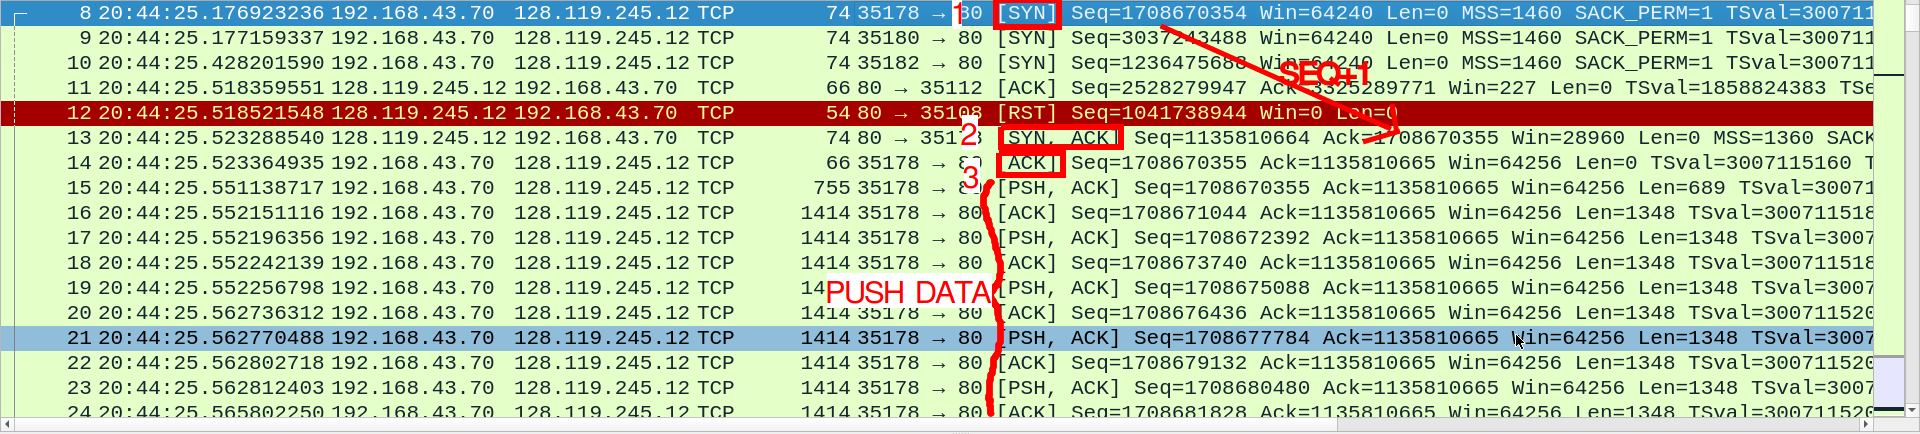 8 20:44:25.176923236 192.168.43.70 128.119.245.12 TCP 74 35178 → 80 [SYN] Seq=1708670354 Win=64240 Len=0 MSS=1460 SACK_PERM=1 TSval=300711
1
9 20:44:25.177159337 192.168.43.70 128.119.245.12 TCP 74 35180 → 80 [SYN] Seq=3037243488 Win=64240 Len=0 MSS=1460 SACK_PERM=1 TSval=300711
10 20:44:25.428201590 192.168.43.70 128.119.245.12 TCP 74 35182 → 80 [SYN] Seq=1236475688 Win=64240 Len=0 MSS=1460 SACK_PERM=1 TSval=300711
SEQ+1
11 20:44:25.518359551 128.119.245.12 192.168.43.70 TCP 66 80 → 35112 [ACK] Seq=2528279947 Ack=3325289771 Win=227 Len=0 TSval=1858824383 TSe
12 20:44:25.518521548 128.119.245.12 192.168.43.70 TCP 54 80 → 35108 [RST] Seq=1041738944 Win=0 Len=0
13 20:44:25.523288540 128.119.245.12 192.168.43.70 TCP 74 80 → 35178 [SYN, ACK] Seq=1135810664 Ack=1708670355 Win=28960 Len=0 MSS=1360 SACK
2
14 20:44:25.523364935 192.168.43.70 128.119.245.12 TCP 66 35178 → 80 [ACK] Seq=1708670355 Ack=1135810665 Win=64256 Len=0 TSval=3007115160 T
3
15 20:44:25.551138717 192.168.43.70 128.119.245.12 TCP 755 35178 → 80 [PSH, ACK] Seq=1708670355 Ack=1135810665 Win=64256 Len=689 TSval=30071
16 20:44:25.552151116 192.168.43.70 128.119.245.12 TCP 1414 35178 → 80 [ACK] Seq=1708671044 Ack=1135810665 Win=64256 Len=1348 TSval=300711518
17 20:44:25.552196356 192.168.43.70 128.119.245.12 TCP 1414 35178 → 80 [PSH, ACK] Seq=1708672392 Ack=1135810665 Win=64256 Len=1348 TSval=3007
18 20:44:25.552242139 192.168.43.70 128.119.245.12 TCP 1414 35178 → 80 [ACK] Seq=1708673740 Ack=1135810665 Win=64256 Len=1348 TSval=300711518
19 20:44:25.552256798 192.168.43.70 128.119.245.12 TCP [PSH, ACK] Seq=1708675088 Ack=1135810665 Win=64256 Len=1348 TSval=3007
PUSH DATA
20 20:44:25.562736312 192.168.43.70 128.119.245.12 TCP 1414 35178 → 80 [ACK] Seq=1708676436 Ack=1135810665 Win=64256 Len=1348 TSval=300711520
21 20:44:25.562770488 192.168.43.70 128.119.245.12 TCP 1414 35178 → 80 [PSH, ACK] Seq=1708677784 Ack=1135810665 Win=64256 Len=1348 TSval=3007
22 20:44:25.562802718 192.168.43.70 128.119.245.12 TCP 1414 35178 → 80 [ACK] Seq=1708679132 Ack=1135810665 Win=64256 Len=1348 TSval=300711520
23 20:44:25.562812403 192.168.43.70 128.119.245.12 TCP 1414 35178 → 80 [PSH, ACK] Seq=1708680480 Ack=1135810665 Win=64256 Len=1348 TSval=3007
24 20:44:25.565802250 192.168.43.70 128.119.245.12 TCP 1414 35178 → 80 [ACK] Seq=1708681828 Ack=1135810665 Win=64256 Len=1348 TSval=300711520